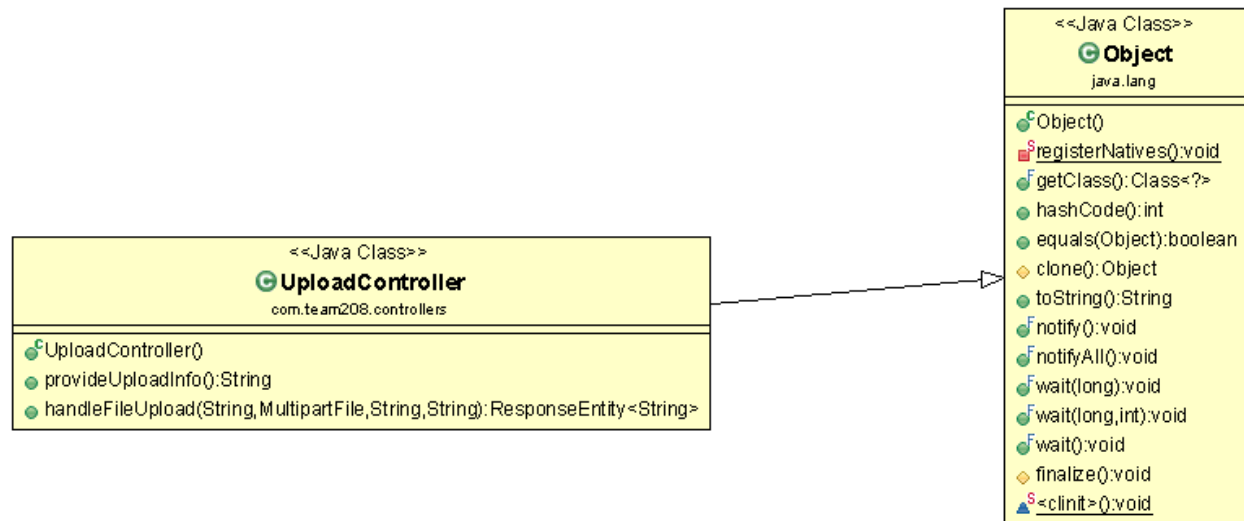 <<Java Class>>
UploadController
com.team208.controllers
UploadController()
provideUploadInfo():String
handleFileUpload(String,MultipartFile,String,String):ResponseEntity<String>
<<Java Class>>
Object
java.lang
Object()
registerNatives():void
getClass():Class<?>
hashCode():int
equals(Object):boolean
clone():Object
toString():String
notify():void
notifyAll():void
wait(long):void
wait(long,int):void
wait():void
finalize():void
<clinit>():void